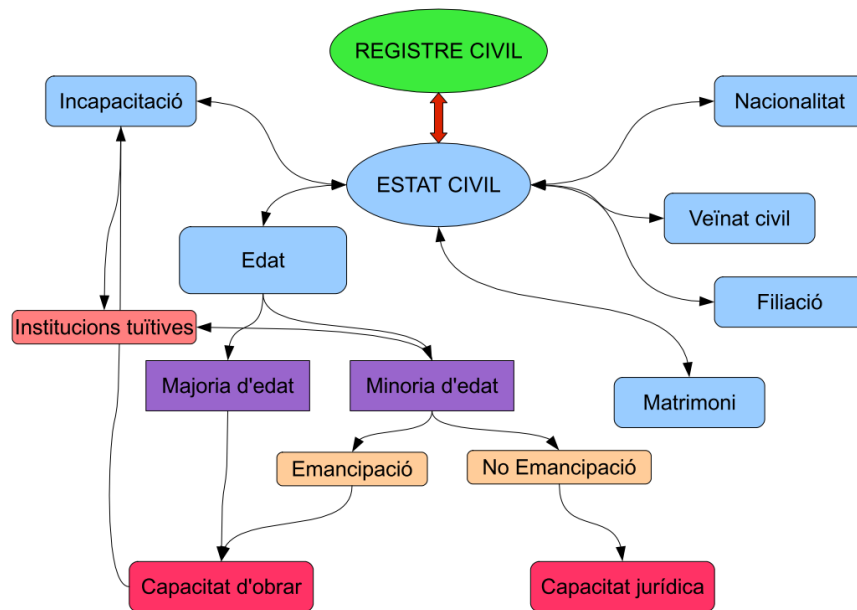 REGISTRE CIVIL
Incapacitació
Nacionalitat
ESTAT CIVIL
Veïnat civil
Edat
Filiació
Institucions tuïtives
Majoria d'edat
Minoria d'edat
Matrimoni
Emancipació
No Emancipació
Capacitat d'obrar
Capacitat jurídica